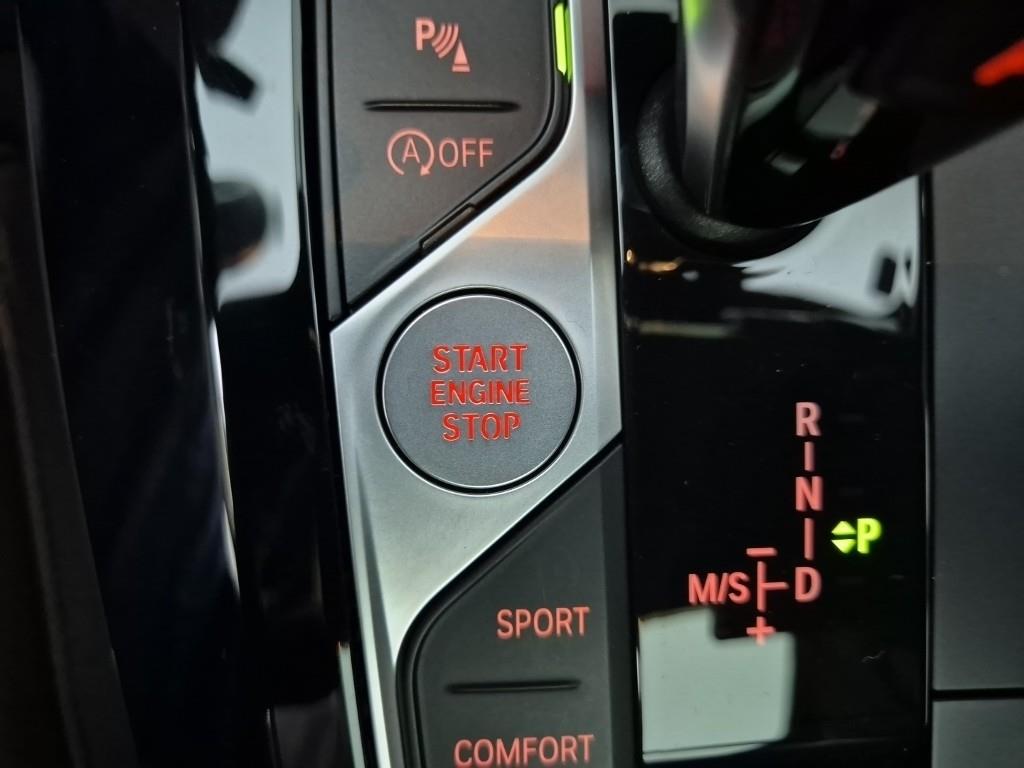 P
A OFF
START
ENGINE
STOP
SPORT
COMFORT
R
N
P
M/S D
−
+